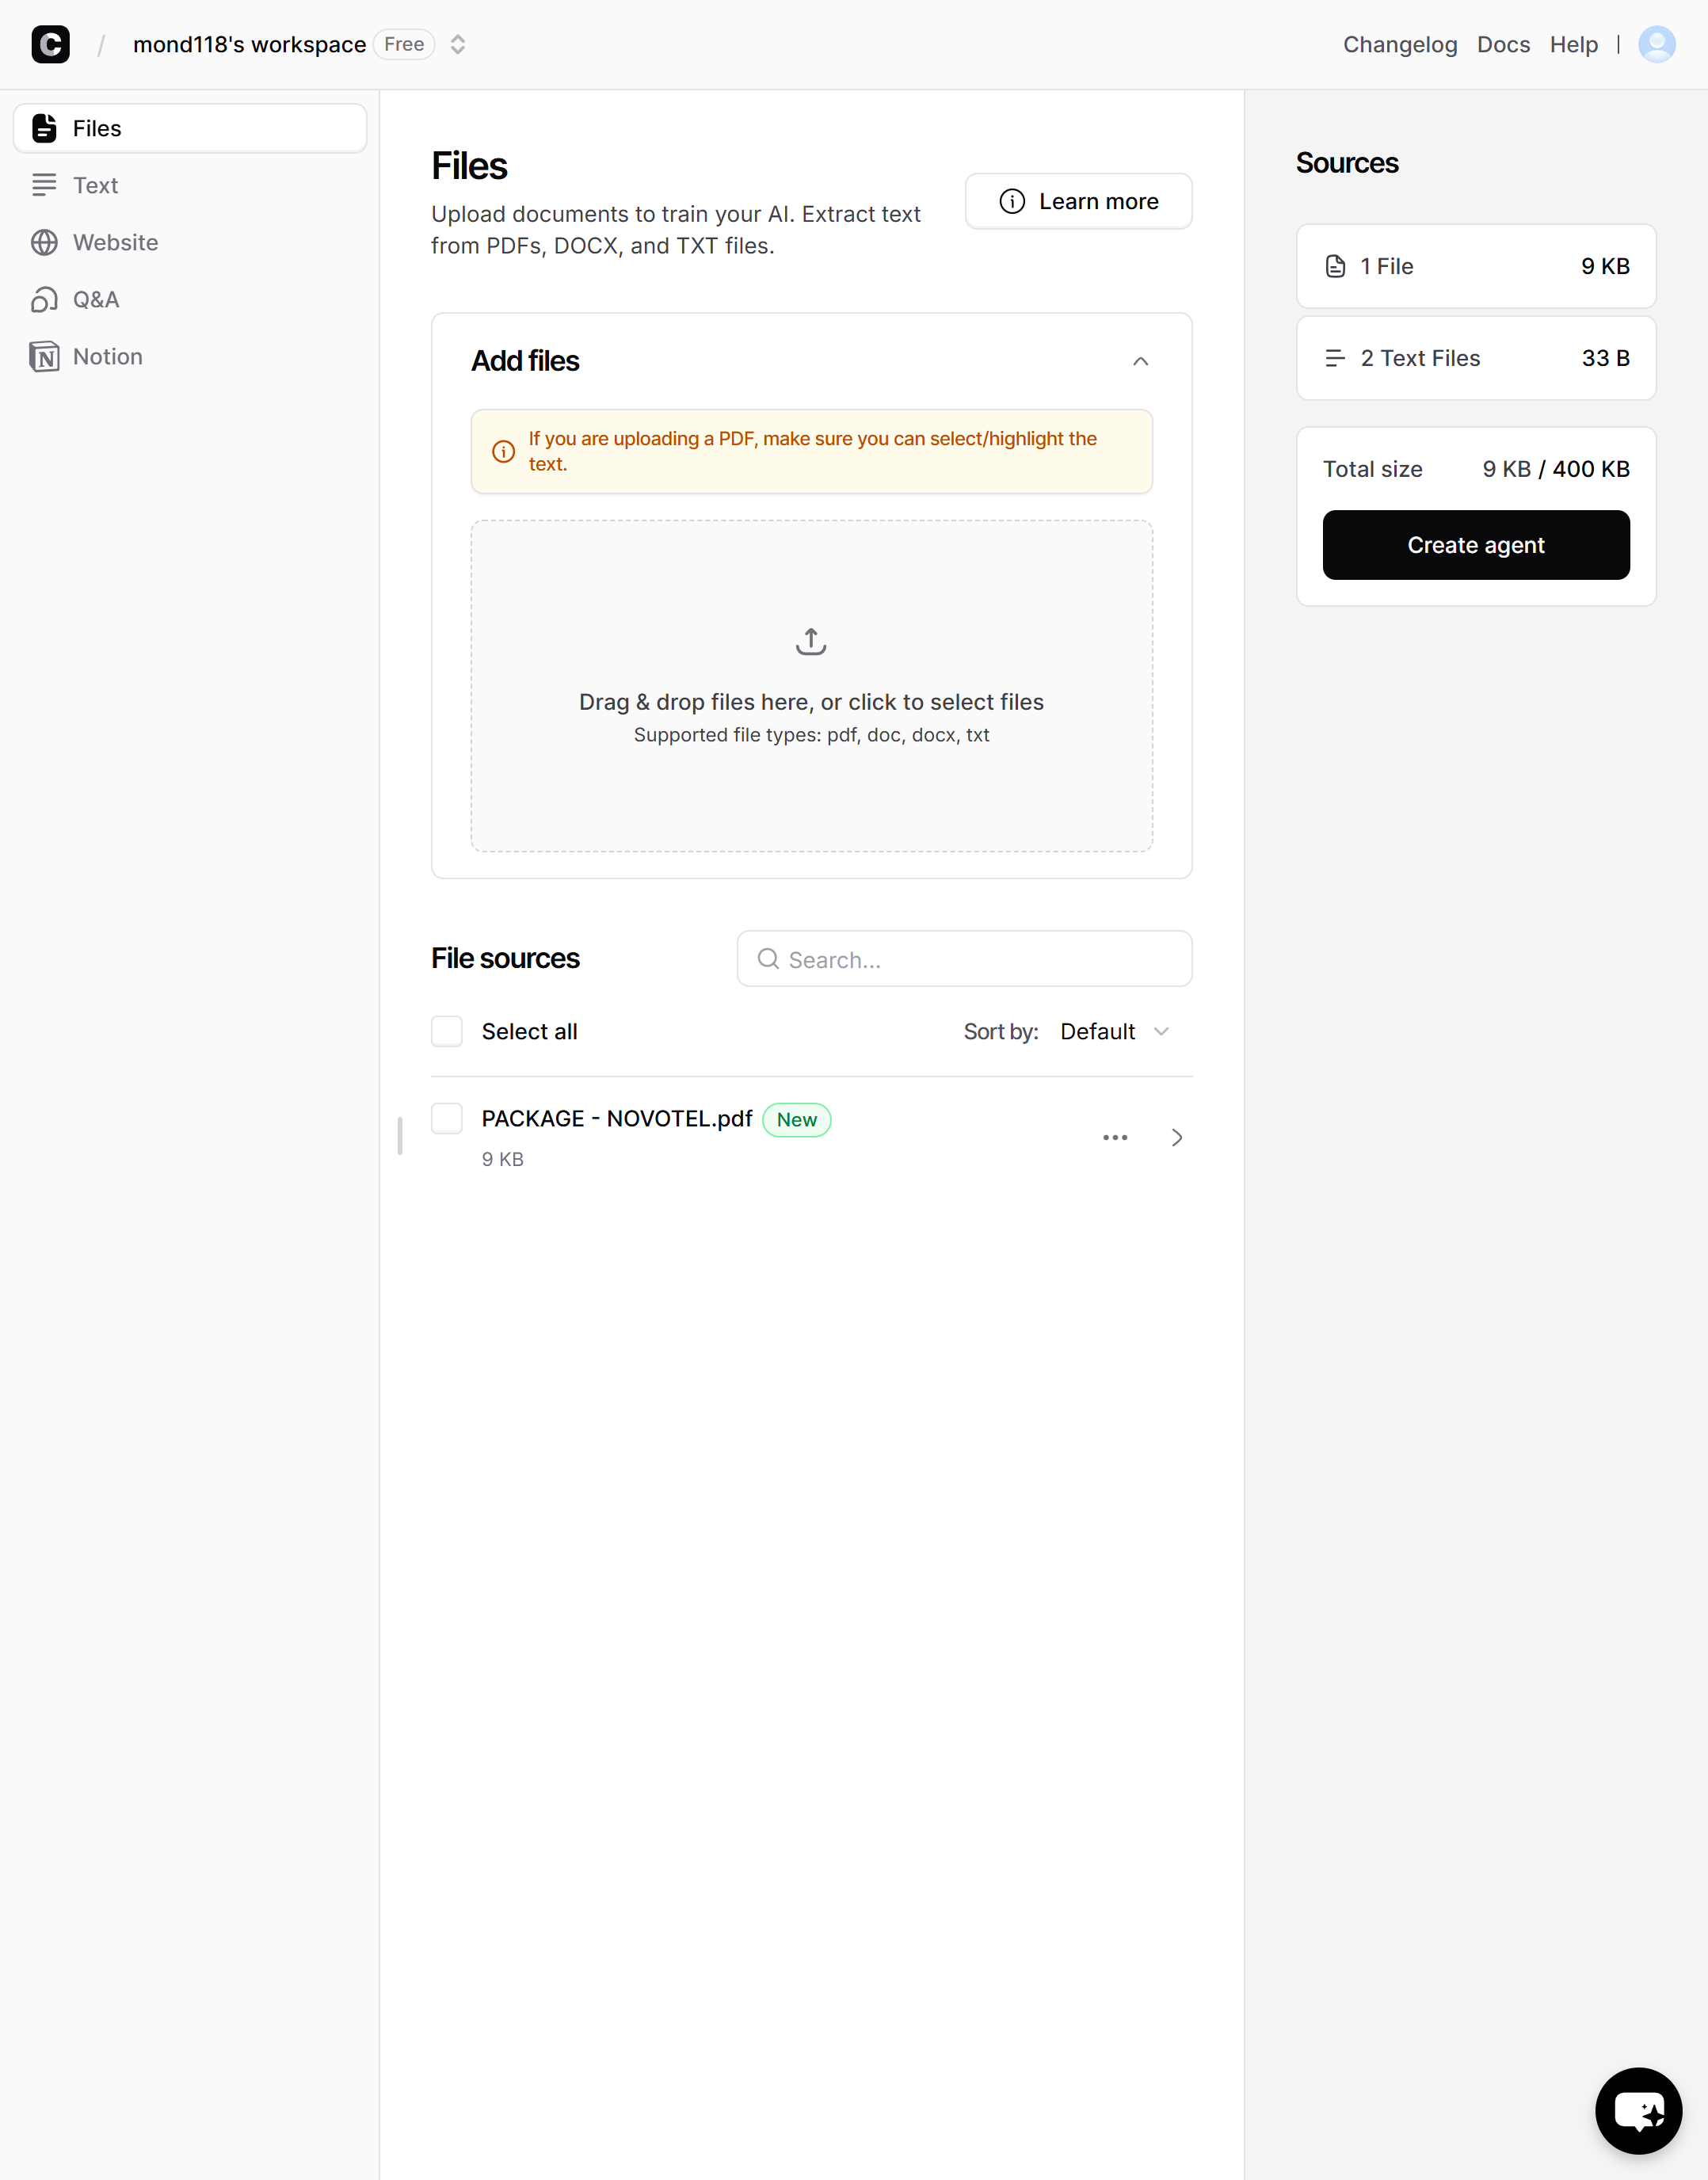 C / mond118's workspace Free
Changelog Docs Help |
Files
Text
Website
Q&A
Notion
Files
Upload documents to train your AI. Extract text
from PDFs, DOCX, and TXT files.
Learn more
Add files
If you are uploading a PDF, make sure you can select/highlight the
text.
Drag & drop files here, or click to select files
Supported file types: pdf, doc, docx, txt
File sources
Search...
Select all
Sort by: Default
PACKAGE - NOVOTEL.pdf New
9 KB
Sources
1 File 9 KB
2 Text Files 33 B
Total size 9 KB / 400 KB
Create agent